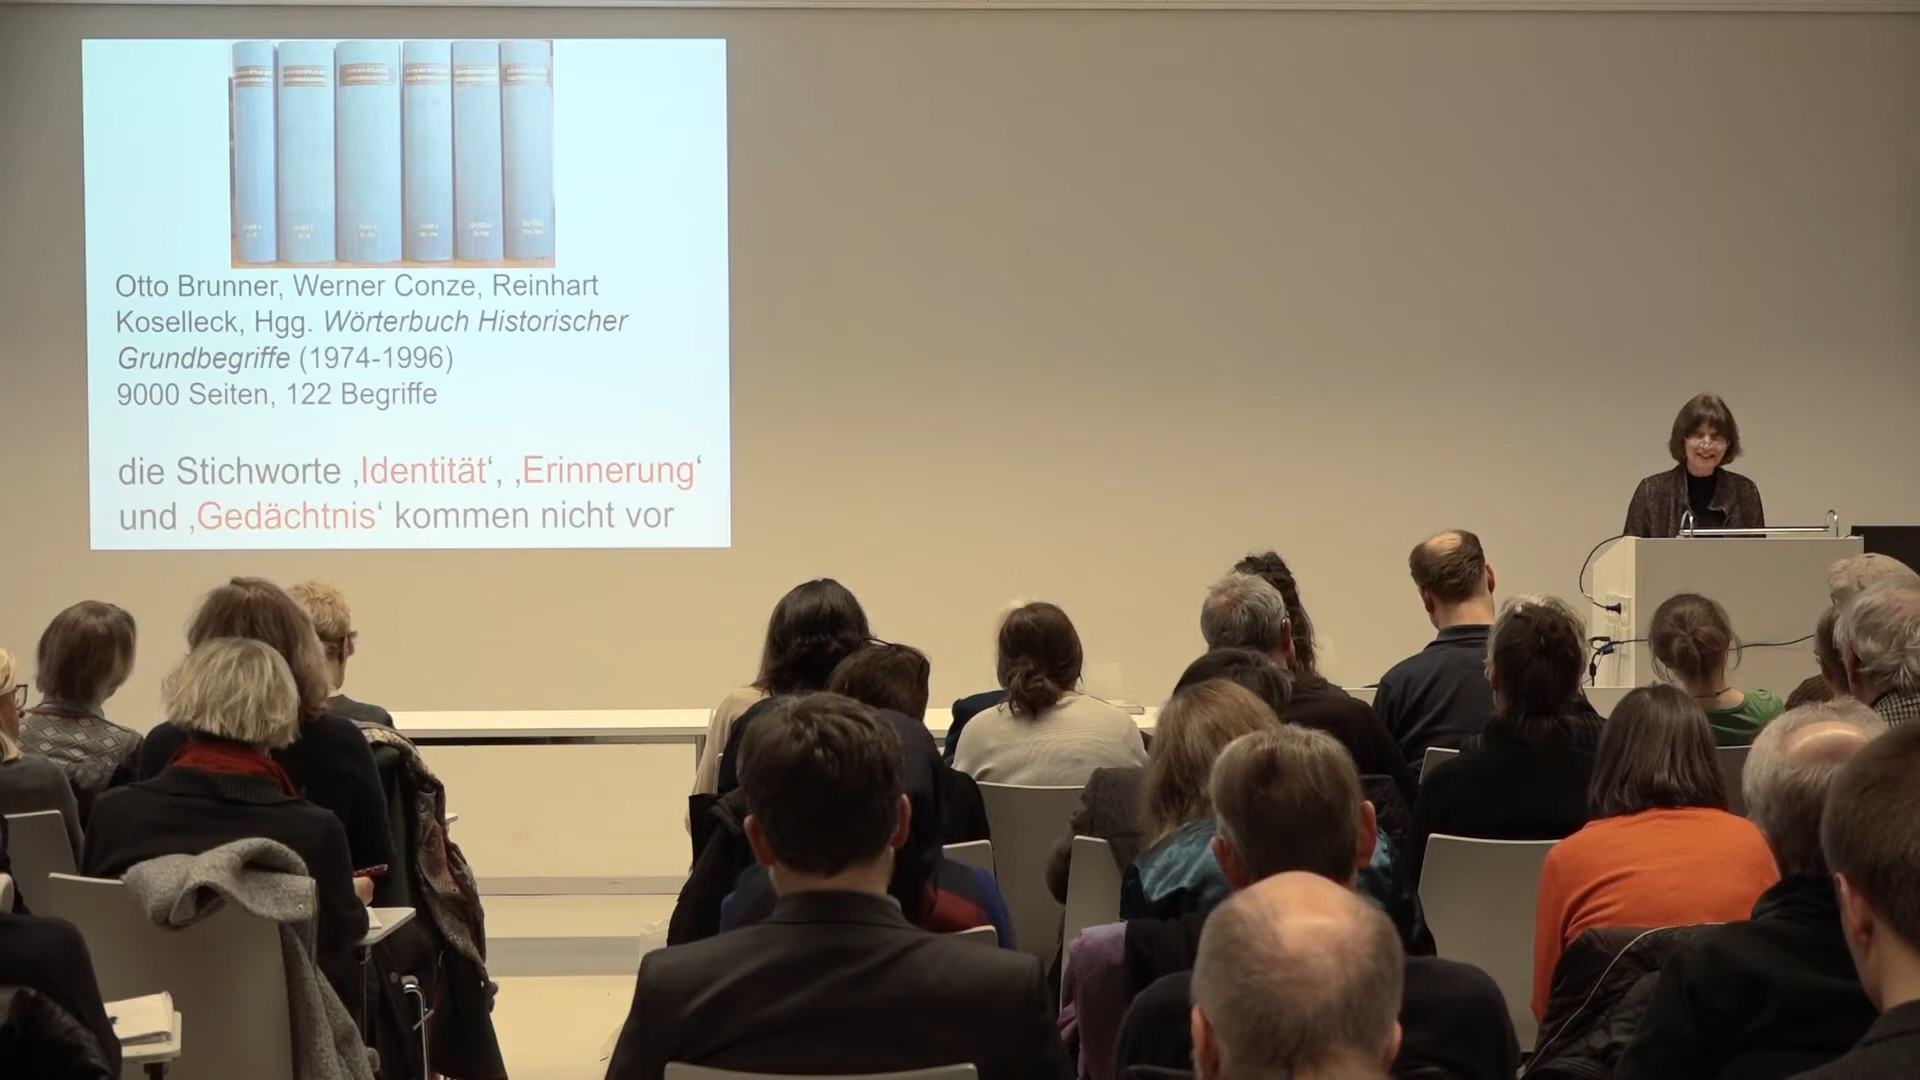 Otto Brunner, Werner Conze, Reinhart
Koselleck, Hgg. Wörterbuch Historischer
Grundbegriffe (1974-1996)
9000 Seiten, 122 Begriffe
die Stichworte ‚Identität‘, ‚Erinnerung‘
und ‚Gedächtnis‘ kommen nicht vor